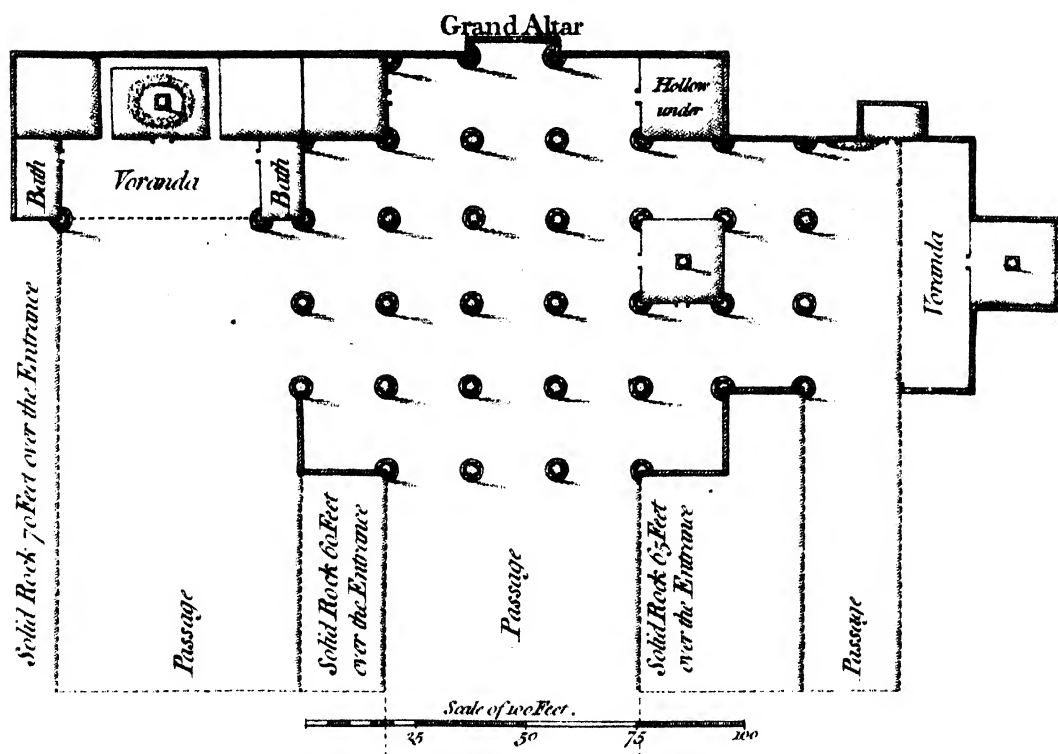 Grand Altar
Hollow
under
Bath
Voranda
Bath
Voranda
Solid Rock 70 Feet over the Entrance
Passage
Solid Rock 60 Feet
over the Entrance
Passage
Solid Rock 65 Feet
over the Entrance
Passage
Scale of 100 Feet.
25
50
75
100